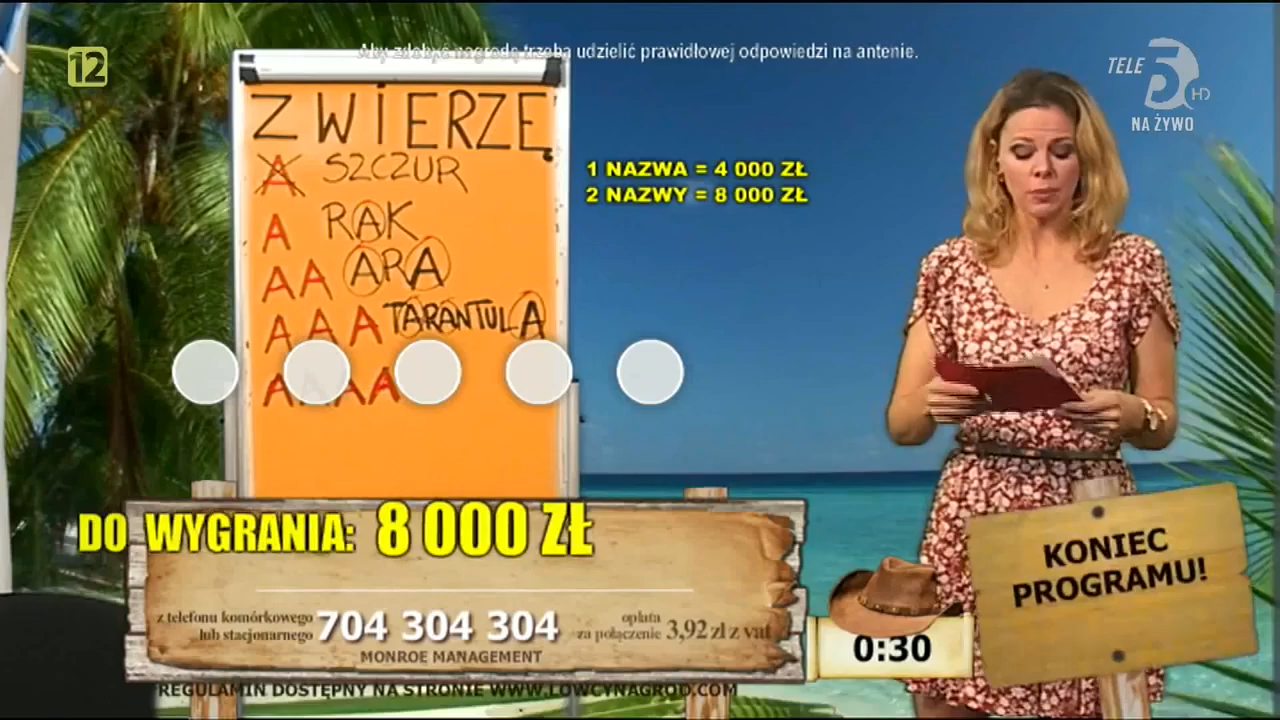 12
Aby zdobyć nagrodę trzeba udzielić prawidłowej odpowiedzi na antenie.
TELE 5 HD
NA ŻYWO
ZWIERZĘ
A SZCZUR
A RAK
AA ARA
AAA TARANTULA
AAAA
1 NAZWA = 4 000 ZŁ
2 NAZWY = 8 000 ZŁ
DO WYGRANIA: 8 000 ZŁ
z telefonu komórkowego
lub stacjonarnego
704 304 304
opłata
za połączenie 3,92 zł z vat
MONROE MANAGEMENT
REGULAMIN DOSTĘPNY NA STRONIE WWW.LOWCYNAGROD.COM
0:30
KONIEC
PROGRAMU!